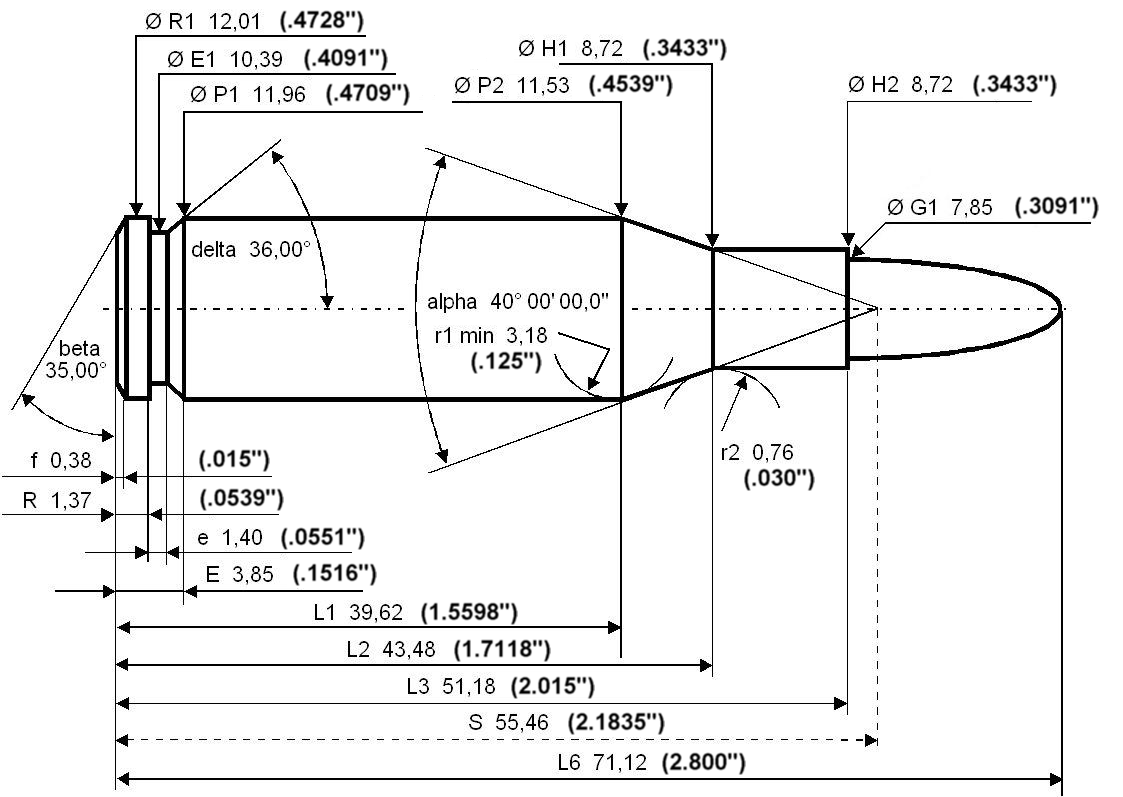 Ø R1 12,01 (.4728")
Ø E1 10,39 (.4091")
Ø P1 11,96 (.4709")
Ø H1 8,72 (.3433")
Ø P2 11,53 (.4539")
Ø H2 8,72 (.3433")
Ø G1 7,85 (.3091")
delta 36,00°
alpha 40° 00' 00,0"
r1 min 3,18
(.125")
beta
35,00°
r2 0,76
(.030")
f 0,38 (.015")
R 1,37 (.0539")
e 1,40 (.0551")
E 3,85 (.1516")
L1 39,62 (1.5598")
L2 43,48 (1.7118")
L3 51,18 (2.015")
S 55,46 (2.1835")
L6 71,12 (2.800")